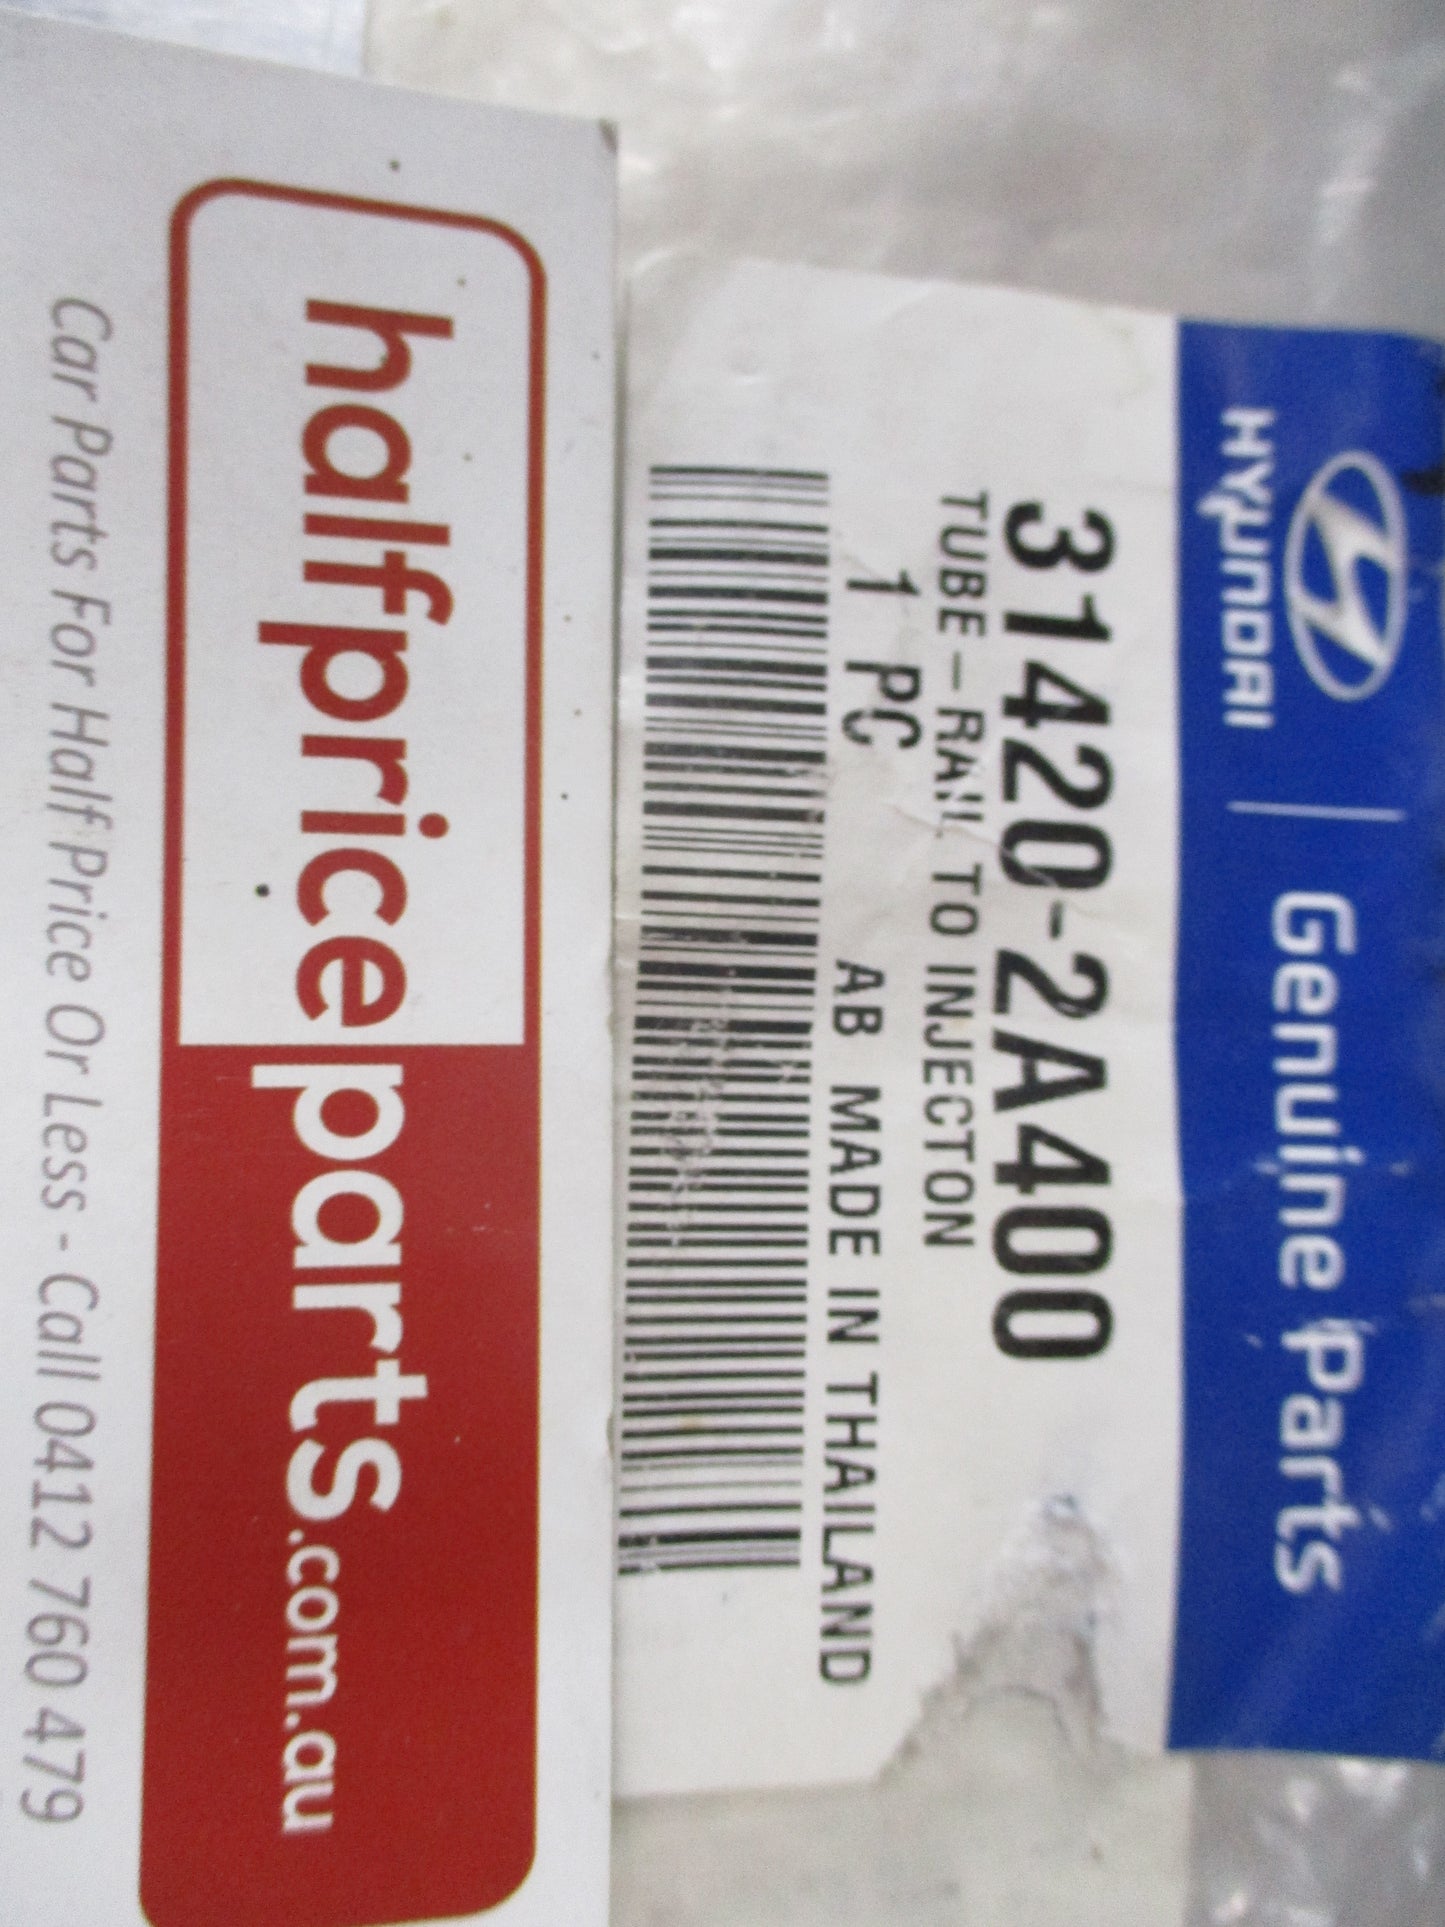 HYUNDAI | Genuine Parts
31420-2A400
TUBE-RAIL TO INJECTON
1 PC AB MADE IN THAILAND
halfpriceparts.com.au
Car Parts For Half Price Or Less - Call 0412 760 479